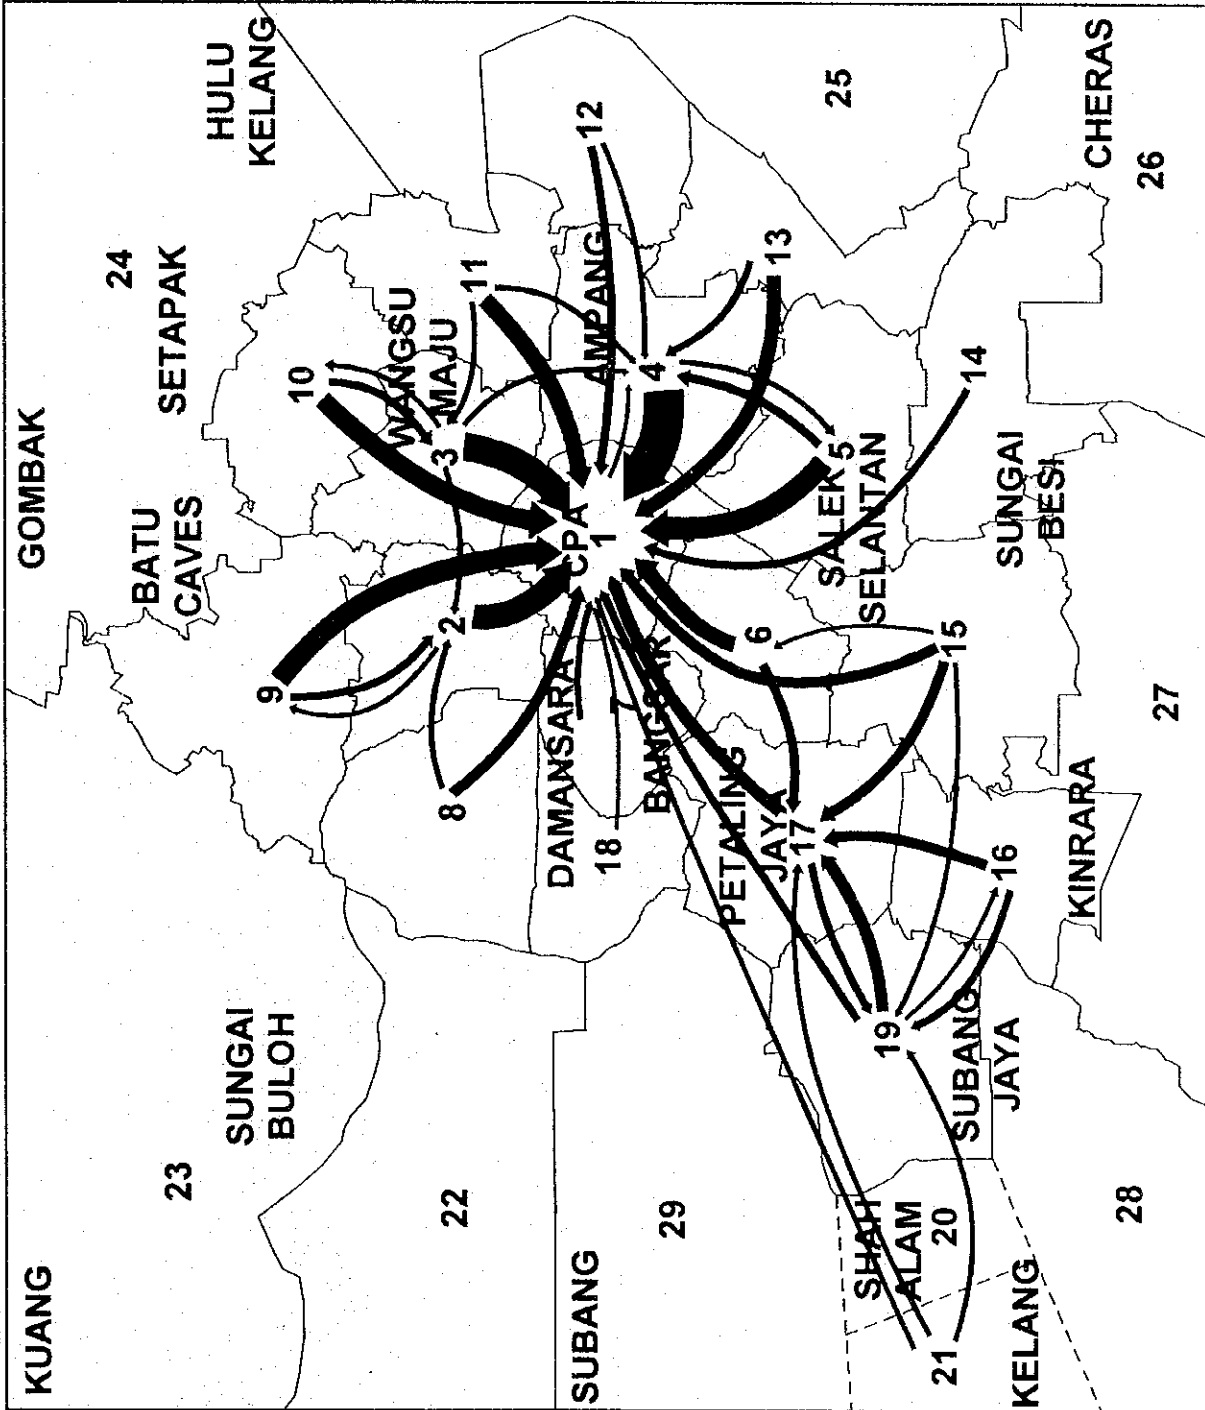 KUANG
GOMBAK
24
BATU
CAVES
SETAPAK
23
SUNGAI
BULOH
HULU
KELANG
9
10
WANGSU
MAJU
22
8
2
3
11
SUBANG
DAMANSARA
CPA
1
AMPANG
12
18
BANGSAR
4
29
PETALING
JAYA
17
6
13
SALEK
SELANTAN
5
25
SHAH
ALAM
20
19
SUBANG
JAYA
15
14
21
KELANG
16
SUNGAI
BESI
KINRARA
CHERAS
28
27
26